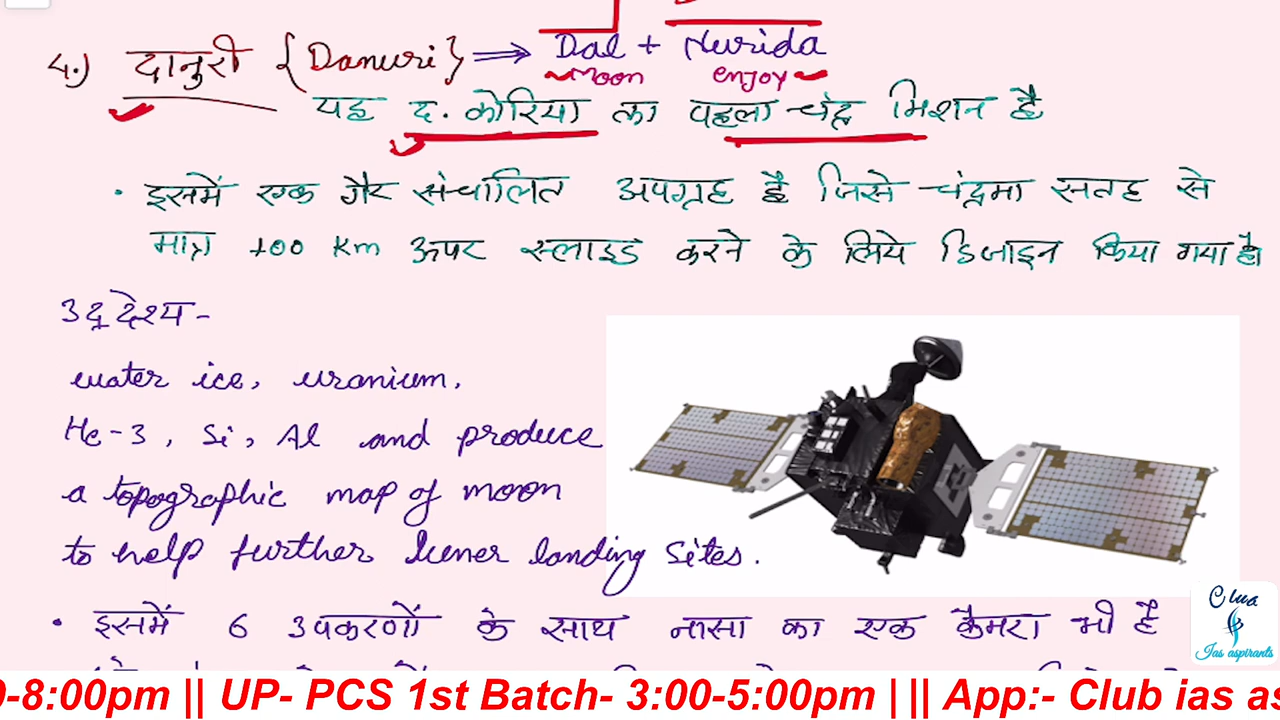 4.) दानुरी {Danuri} ⇒ Dal + Nurida
Moon enjoy
यह द. कोरिया का पहला चंद्र मिशन है
• इसमें एक गैर संचालित अपग्रह है जिसे चंद्रमा सतह से
मात्र 100 Km ऊपर स्लाइड करने के लिये डिजाइन किया गया है।
उद्देश्य-
water ice, uranium,
He-3, Si, Al and produce
a topographic map of moon
to help further luner landing Sites.
• इसमें 6 उपकरणों के साथ नासा का एक कैमरा भी है
Club
Ias aspirants
0-8:00pm || UP- PCS 1st Batch- 3:00-5:00pm | || App:- Club ias as